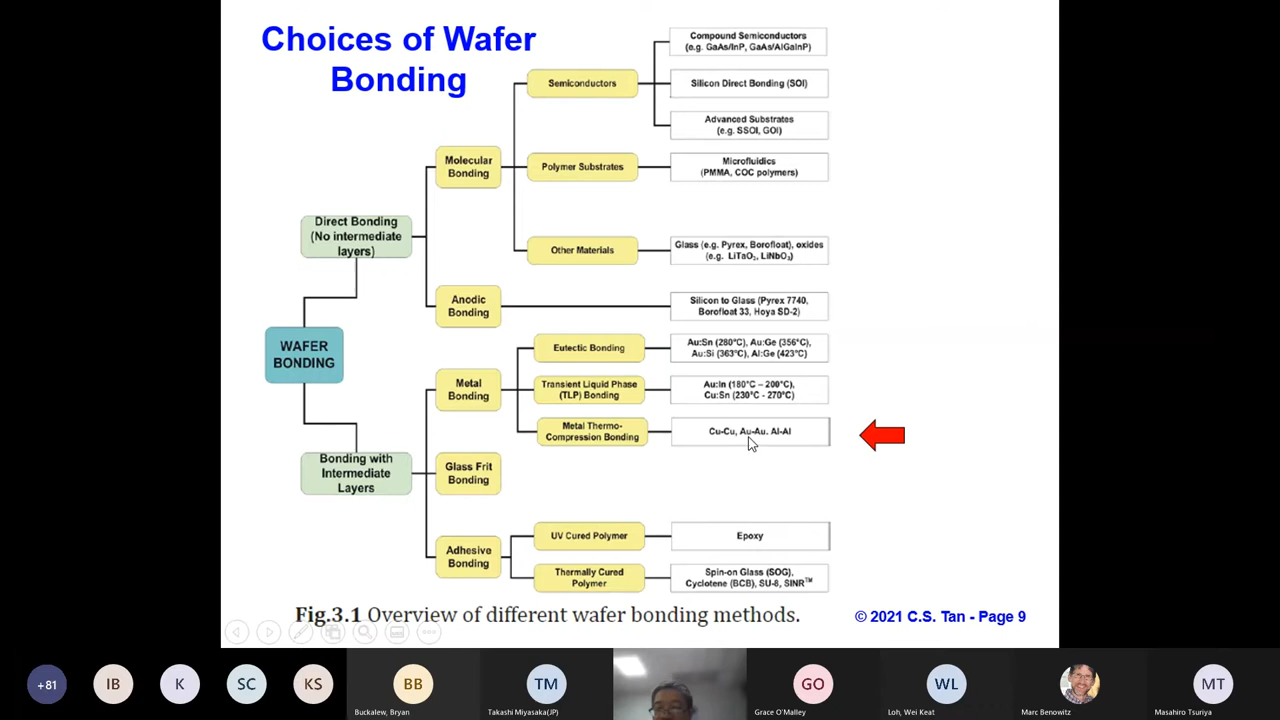 Choices of Wafer
Bonding
Compound Semiconductors
(e.g. GaAs/InP, GaAs/AlGaInP)
Semiconductors
Silicon Direct Bonding (SOI)
Advanced Substrates
(e.g. SSOI, GOI)
Molecular
Bonding
Polymer Substrates
Microfluidics
(PMMA, COC polymers)
Direct Bonding
(No intermediate
layers)
Other Materials
Glass (e.g. Pyrex, Borofloat), oxides
(e.g. LiTaO₃, LiNbO₃)
Anodic
Bonding
Silicon to Glass (Pyrex 7740,
Borofloat 33, Hoya SD-2)
WAFER
BONDING
Eutectic Bonding
Au:Sn (280°C), Au:Ge (356°C),
Au:Si (363°C), Al:Ge (423°C)
Metal
Bonding
Transient Liquid Phase
(TLP) Bonding
Au:In (180°C – 200°C),
Cu:Sn (230°C - 270°C)
Metal Thermo-
Compression Bonding
Cu-Cu, Au-Au. Al-Al
Bonding with
Intermediate
Layers
Glass Frit
Bonding
Adhesive
Bonding
UV Cured Polymer
Epoxy
Thermally Cured
Polymer
Spin-on Glass (SOG),
Cyclotene (BCB), SU-8, SINR™
Fig.3.1 Overview of different wafer bonding methods.
© 2021 C.S. Tan - Page 9
+81
IB
K
SC
KS
BB
TM
GO
WL
MT
Buckalew, Bryan
Takashi Miyasaka(JP)
Grace O'Malley
Loh, Wei Keat
Marc Benowitz
Masahiro Tsuriya